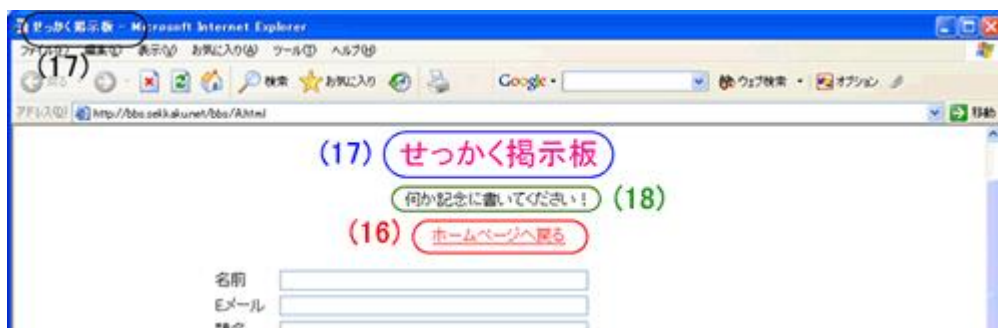 せっかく掲示板 - Microsoft Internet Explorer
(17)
編集(E) 表示(V) お気に入り(A) ツール(T) ヘルプ(H)
検索 お気に入り Google ウェブ検索 オプション
アドレス(D) http://bbs.sekkaku.net/bbs/A.html 移動
(17) せっかく掲示板
何か記念に書いてください! (18)
(16) ホームページへ戻る
名前
Eメール